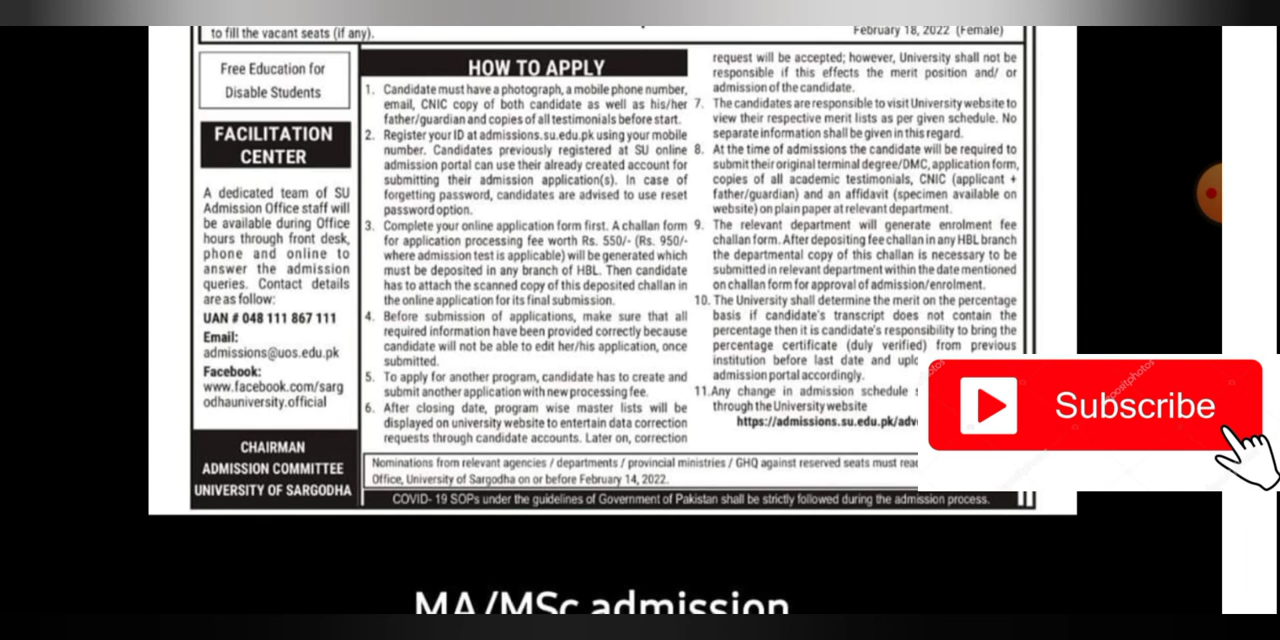 to fill the vacant seats (if any).
February 18, 2022 (Female)
Free Education for
Disable Students
FACILITATION
CENTER
A dedicated team of SU
Admission Office staff will
be available during Office
hours through front desk,
phone and online to
answer the admission
queries. Contact details
are as follow:
UAN # 048 111 867 111
Email:
admissions@uos.edu.pk
Facebook:
www.facebook.com/sarg
odhauniversity.official
CHAIRMAN
ADMISSION COMMITTEE
UNIVERSITY OF SARGODHA
HOW TO APPLY
1. Candidate must have a photograph, a mobile phone number,
email, CNIC copy of both candidate as well as his/her
father/guardian and copies of all testimonials before start.
2. Register your ID at admissions.su.edu.pk using your mobile
number. Candidates previously registered at SU online
admission portal can use their already created account for
submitting their admission application(s). In case of
forgetting password, candidates are advised to use reset
password option.
3. Complete your online application form first. A challan form
for application processing fee worth Rs. 550/- (Rs. 950/-
where admission test is applicable) will be generated which
must be deposited in any branch of HBL. Then candidate
has to attach the scanned copy of this deposited challan in
the online application for its final submission.
4. Before submission of applications, make sure that all
required information have been provided correctly because
candidate will not be able to edit her/his application, once
submitted.
5. To apply for another program, candidate has to create and
submit another application with new processing fee.
6. After closing date, program wise master lists will be
displayed on university website to entertain data correction
requests through candidate accounts. Later on, correction
request will be accepted; however, University shall not be
responsible if this effects the merit position and/ or
admission of the candidate.
7. The candidates are responsible to visit University website to
view their respective merit lists as per given schedule. No
separate information shall be given in this regard.
8. At the time of admissions the candidate will be required to
submit their original terminal degree/DMC, application form,
copies of all academic testimonials, CNIC (applicant +
father/guardian) and an affidavit (specimen available on
website) on plain paper at relevant department.
9. The relevant department will generate enrolment fee
challan form. After depositing fee challan in any HBL branch
the departmental copy of this challan is necessary to be
submitted in relevant department within the date mentioned
on challan form for approval of admission/enrolment.
10. The University shall determine the merit on the percentage
basis if candidate's transcript does not contain the
percentage then it is candidate's responsibility to bring the
percentage certificate (duly verified) from previous
institution before last date and uplo
admission portal accordingly.
11. Any change in admission schedule
through the University website
https://admissions.su.edu.pk/adv
Nominations from relevant agencies / departments / provincial ministries / GHQ against reserved seats must reac
Office, University of Sargodha on or before February 14, 2022.
COVID- 19 SOPs under the guidelines of Government of Pakistan shall be strictly followed during the admission process.
Subscribe
MA/MSc admission